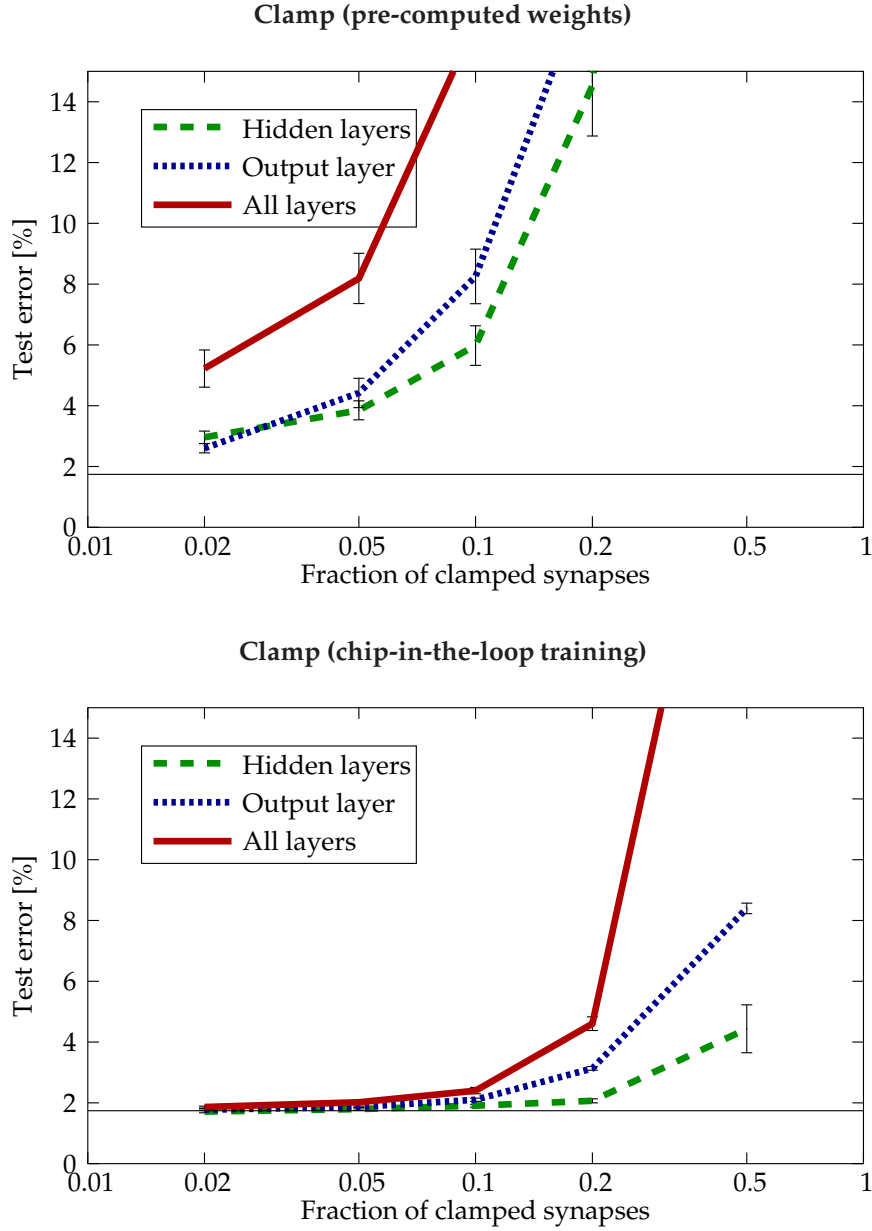 Clamp (pre-computed weights)
14
12
10
8
6
4
2
0
Test error [%]
Hidden layers
Output layer
All layers
0.01 0.02 0.05 0.1 0.2 0.5 1
Fraction of clamped synapses
Clamp (chip-in-the-loop training)
14
12
10
8
6
4
2
0
Test error [%]
Hidden layers
Output layer
All layers
0.01 0.02 0.05 0.1 0.2 0.5 1
Fraction of clamped synapses